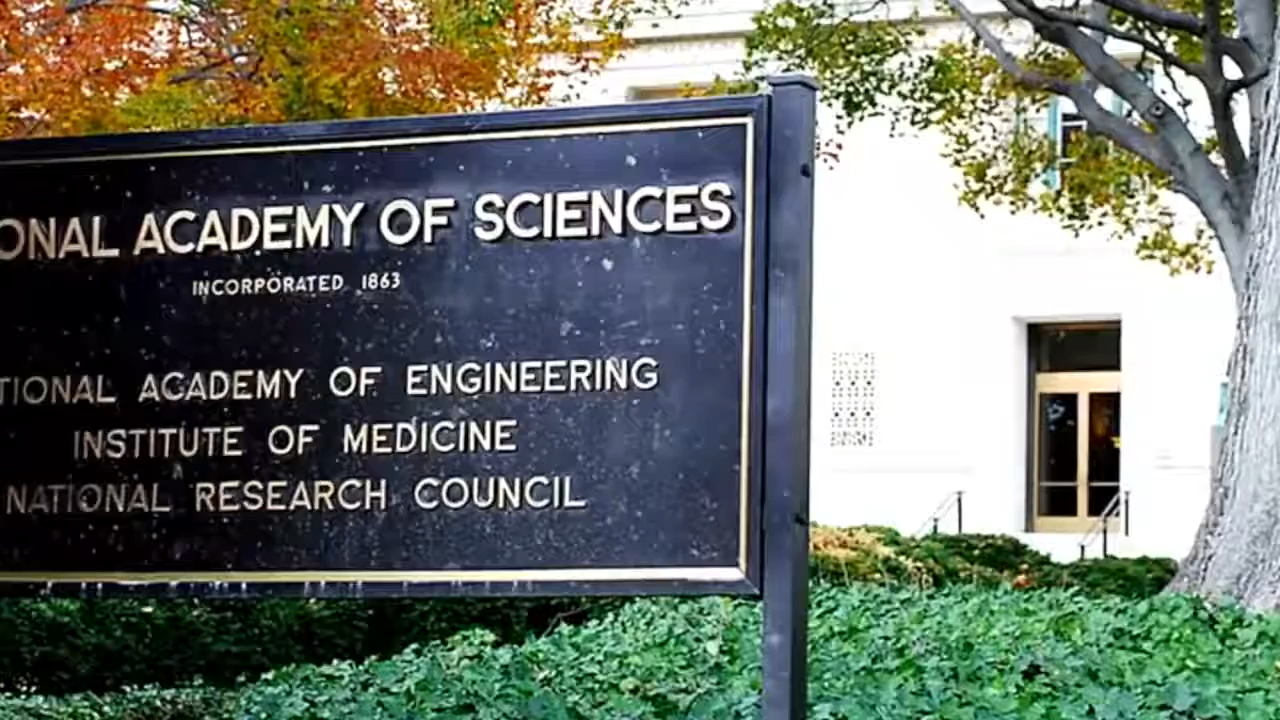 ONAL ACADEMY OF SCIENCES
INCORPORATED 1863
TIONAL ACADEMY OF ENGINEERING
INSTITUTE OF MEDICINE
NATIONAL RESEARCH COUNCIL